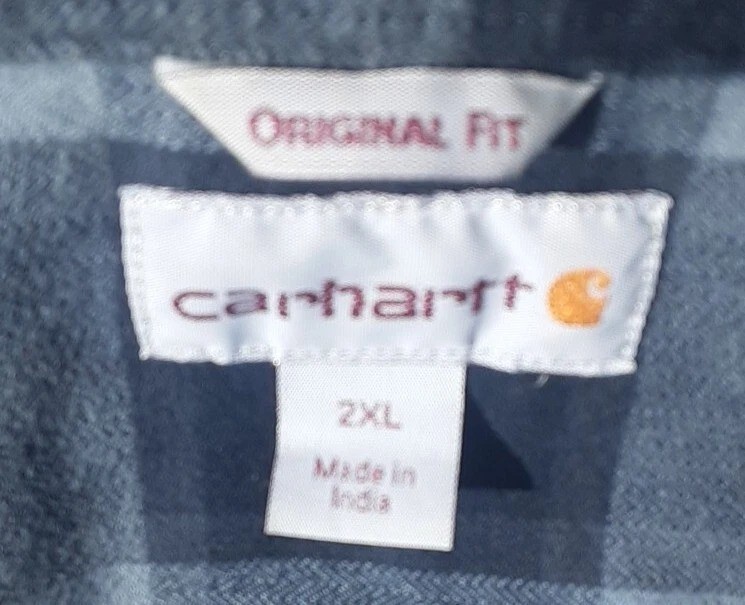 ORIGINAL FIT
carhartt
2XL
Made in
India